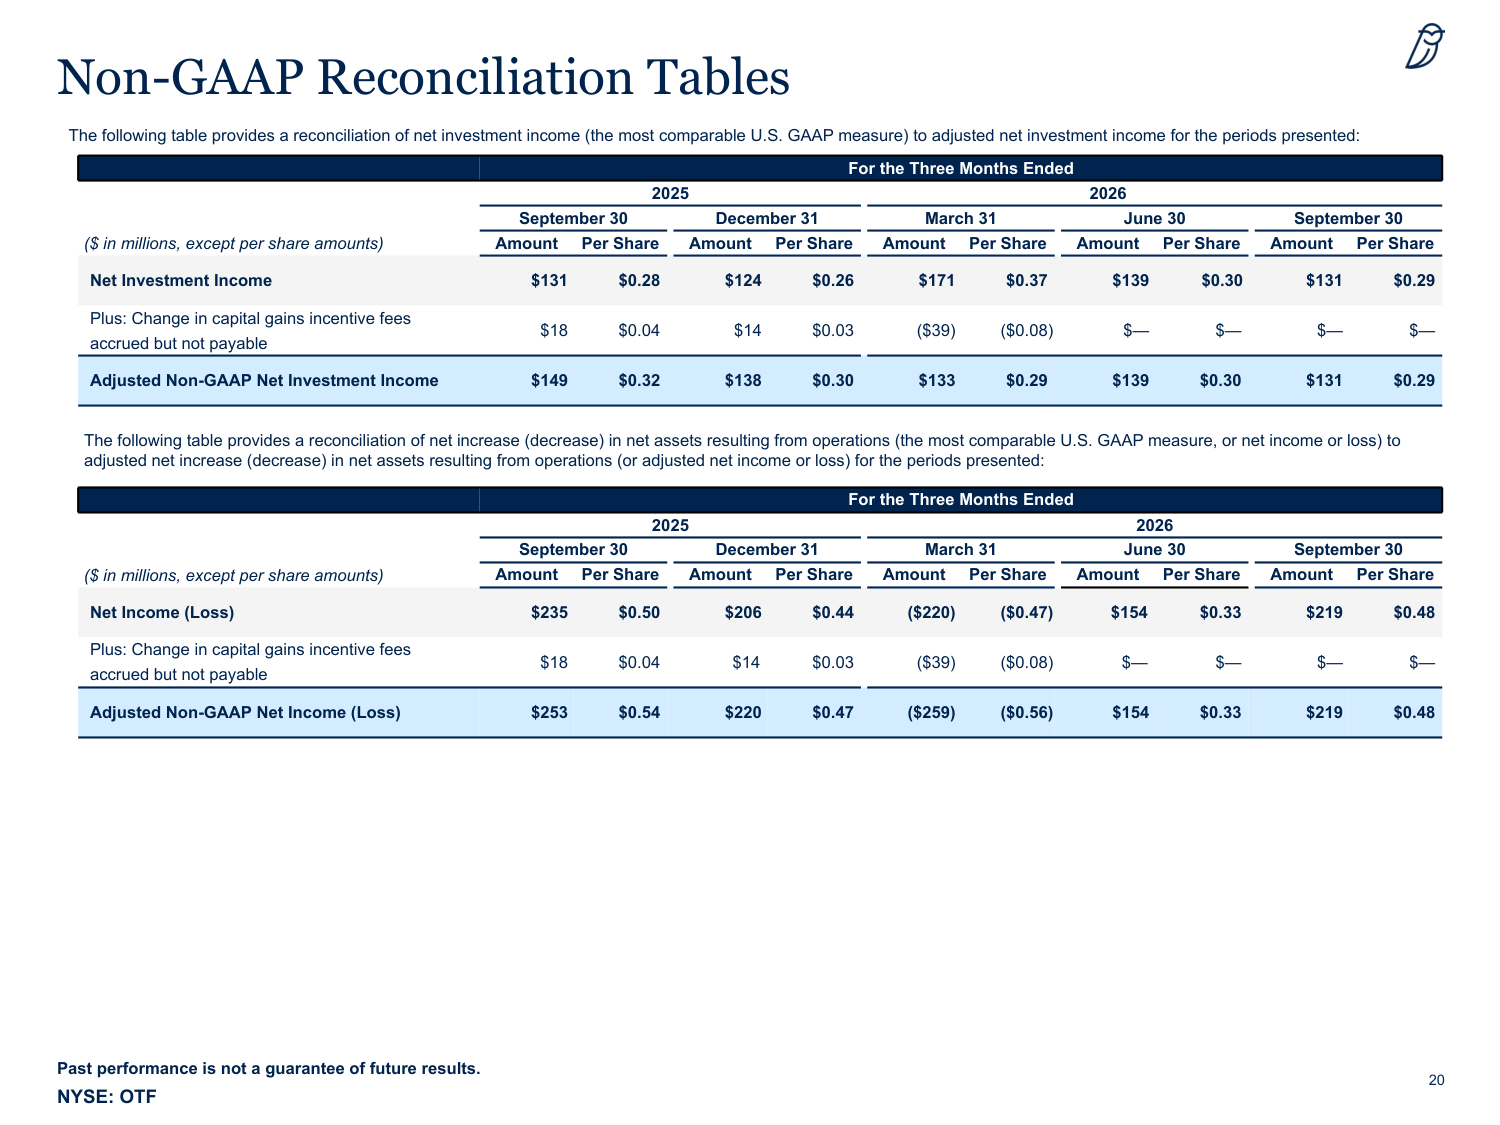 Non-GAAP Reconciliation Tables
The following table provides a reconciliation of net investment income (the most comparable U.S. GAAP measure) to adjusted net investment income for the periods presented:
For the Three Months Ended
2025 2026
September 30 December 31 March 31 June 30 September 30
($ in millions, except per share amounts) Amount Per Share Amount Per Share Amount Per Share Amount Per Share Amount Per Share
Net Investment Income $131 $0.28 $124 $0.26 $171 $0.37 $139 $0.30 $131 $0.29
Plus: Change in capital gains incentive fees
accrued but not payable $18 $0.04 $14 $0.03 ($39) ($0.08) $— $— $— $—
Adjusted Non-GAAP Net Investment Income $149 $0.32 $138 $0.30 $133 $0.29 $139 $0.30 $131 $0.29
The following table provides a reconciliation of net increase (decrease) in net assets resulting from operations (the most comparable U.S. GAAP measure, or net income or loss) to
adjusted net increase (decrease) in net assets resulting from operations (or adjusted net income or loss) for the periods presented:
For the Three Months Ended
2025 2026
September 30 December 31 March 31 June 30 September 30
($ in millions, except per share amounts) Amount Per Share Amount Per Share Amount Per Share Amount Per Share Amount Per Share
Net Income (Loss) $235 $0.50 $206 $0.44 ($220) ($0.47) $154 $0.33 $219 $0.48
Plus: Change in capital gains incentive fees
accrued but not payable $18 $0.04 $14 $0.03 ($39) ($0.08) $— $— $— $—
Adjusted Non-GAAP Net Income (Loss) $253 $0.54 $220 $0.47 ($259) ($0.56) $154 $0.33 $219 $0.48
Past performance is not a guarantee of future results.
NYSE: OTF
20